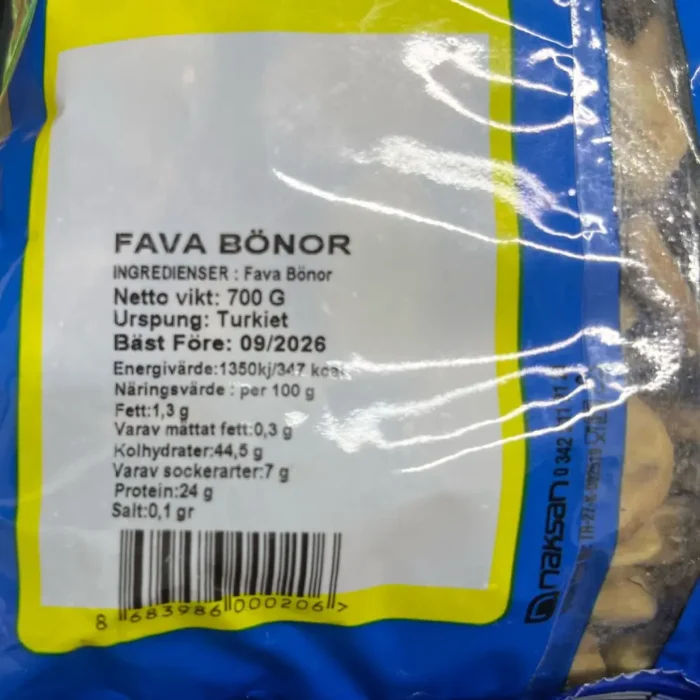 FAVA BÖNOR
INGREDIENSER : Fava Bönor
Netto vikt: 700 G
Urspung: Turkiet
Bäst Före: 09/2026
Energivärde:1350kj/347 kcal
Näringsvärde : per 100 g
Fett:1,3 g
Varav mättat fett:0,3 g
Kolhydrater:44,5 g
Varav sockerarter:7 g
Protein:24 g
Salt:0,1 gr
8 683986 000206 >
naksan 0 342